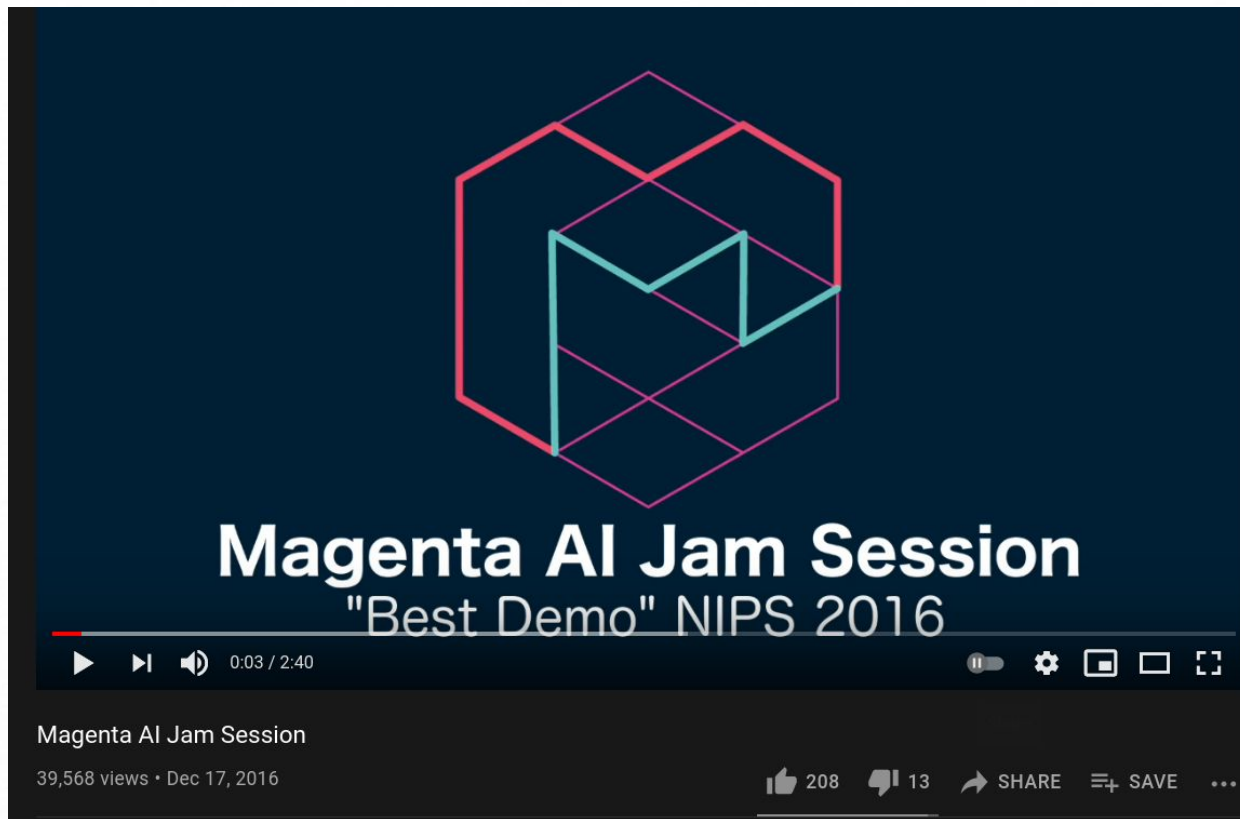 Magenta AI Jam Session
"Best Demo" NIPS 2016
0:03 / 2:40
Magenta AI Jam Session
39,568 views • Dec 17, 2016
208 13 SHARE SAVE